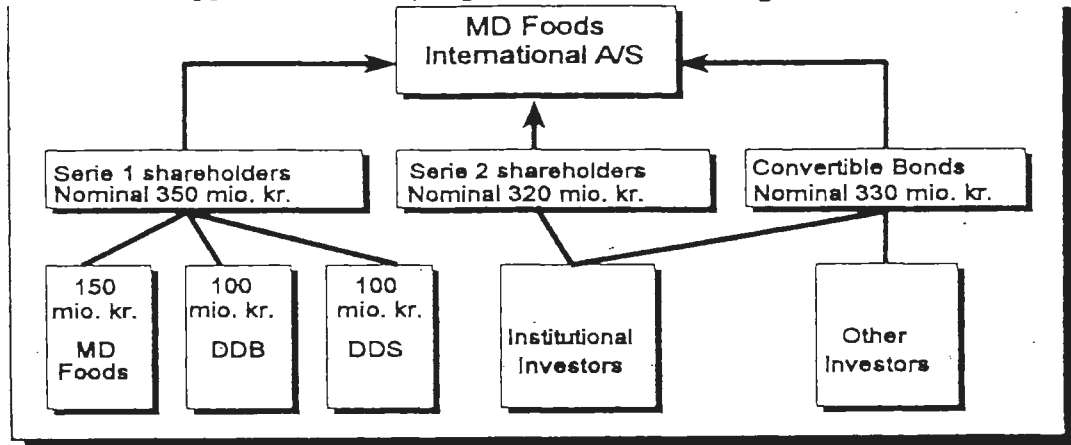 MD Foods
International A/S
Serie 1 shareholders
Nominal 350 mio. kr.
Serie 2 shareholders
Nominal 320 mio. kr.
Convertible Bonds
Nominal 330 mio. kr.
150
mio. kr.
MD
Foods
100
mio. kr.
DDB
100
mio. kr.
DDS
Institutional
Investors
Other
Investors